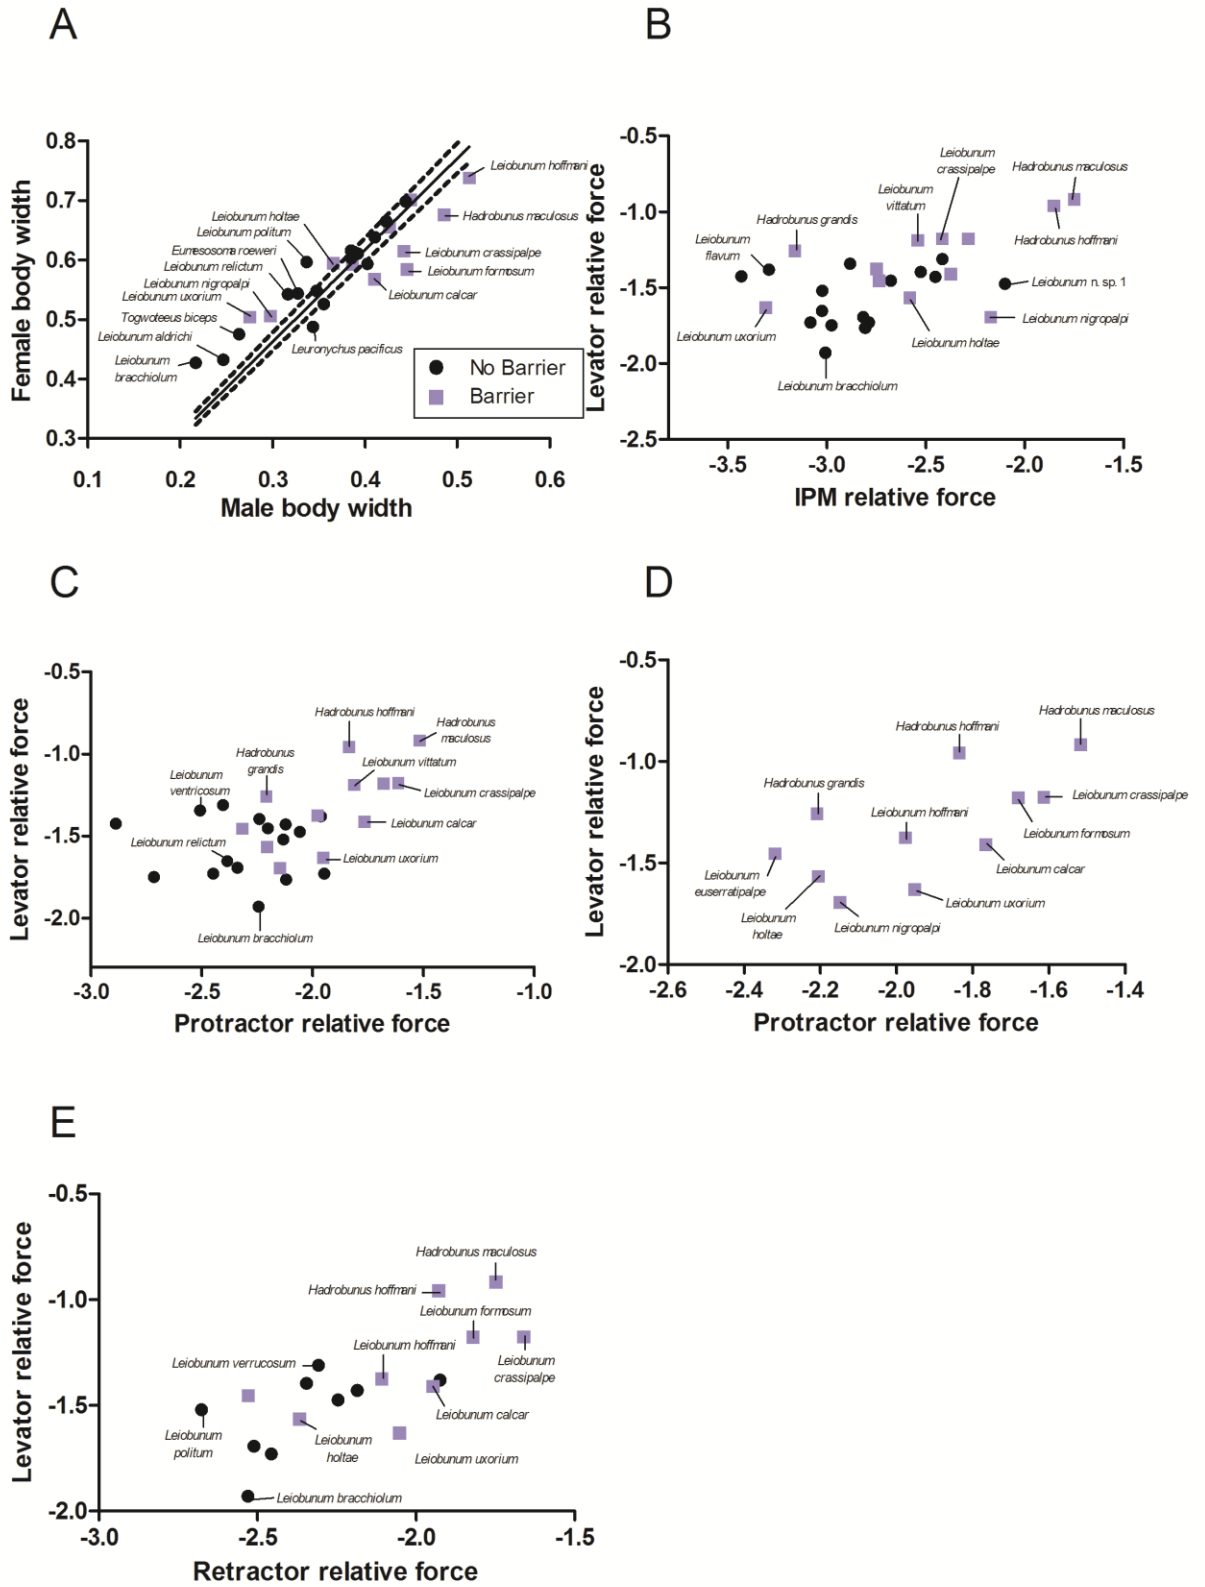 A
Female body width
0.8
0.7
0.6
0.5
0.4
0.3
0.1
0.2
0.3
0.4
0.5
0.6
Male body width
Leiobunum hoffmani
Leiobunum holtae
Hadrobunus maculosus
Leiobunum politum
Eumesosoma roeweri
Leiobunum crassipalpe
Leiobunum relictum
Leiobunum formosum
Leiobunum nigropalpi
Leiobunum uxorium
Leiobunum calcar
Togwoteeus biceps
Leiobunum aldrichi
Leuronychus pacificus
Leiobunum
bracchiolum
No Barrier
Barrier
B
Levator relative force
-0.5
-1.0
-1.5
-2.0
-2.5
-3.5
-3.0
-2.5
-2.0
-1.5
IPM relative force
Leiobunum
crassipalpe
Hadrobunus maculosus
Leiobunum
vittatum
Hadrobunus grandis
Hadrobunus hoffmani
Leiobunum
flavum
Leiobunum n. sp. 1
Leiobunum nigropalpi
Leiobunum uxorium
Leiobunum holtae
Leiobunum bracchiolum
C
Levator relative force
-0.5
-1.0
-1.5
-2.0
-3.0
-2.5
-2.0
-1.5
-1.0
Protractor relative force
Hadrobunus hoffmani
Hadrobunus
maculosus
Hadrobunus
grandis
Leiobunum vittatum
Leiobunum
ventricosum
Leiobunum crassipalpe
Leiobunum calcar
Leiobunum relictum
Leiobunum uxorium
Leiobunum bracchiolum
D
Levator relative force
-0.5
-1.0
-1.5
-2.0
-2.6
-2.4
-2.2
-2.0
-1.8
-1.6
-1.4
Protractor relative force
Hadrobunus maculosus
Hadrobunus hoffmani
Hadrobunus grandis
Leiobunum crassipalpe
Leiobunum hoffmani
Leiobunum formosum
Leiobunum calcar
Leiobunum
euserratipalpe
Leiobunum uxorium
Leiobunum
holtae
Leiobunum nigropalpi
E
Levator relative force
-0.5
-1.0
-1.5
-2.0
-3.0
-2.5
-2.0
-1.5
Retractor relative force
Hadrobunus maculosus
Hadrobunus hoffmani
Leiobunum formosum
Leiobunum hoffmani
Leiobunum verrucosum
Leiobunum
crassipalpe
Leiobunum calcar
Leiobunum
politum
Leiobunum
holtae
Leiobunum uxorium
Leiobunum bracchiolum